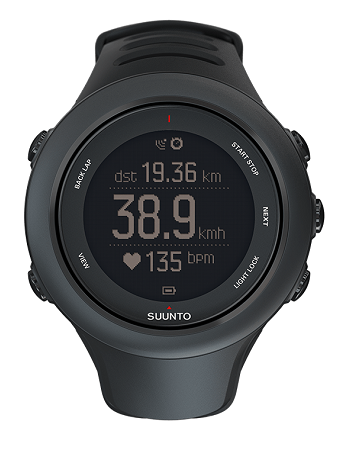 BACK LAP
START STOP
dst 19.36 km
38.9 kmh
NEXT
135 bpm
VIEW
LIGHT LOCK
SUUNTO